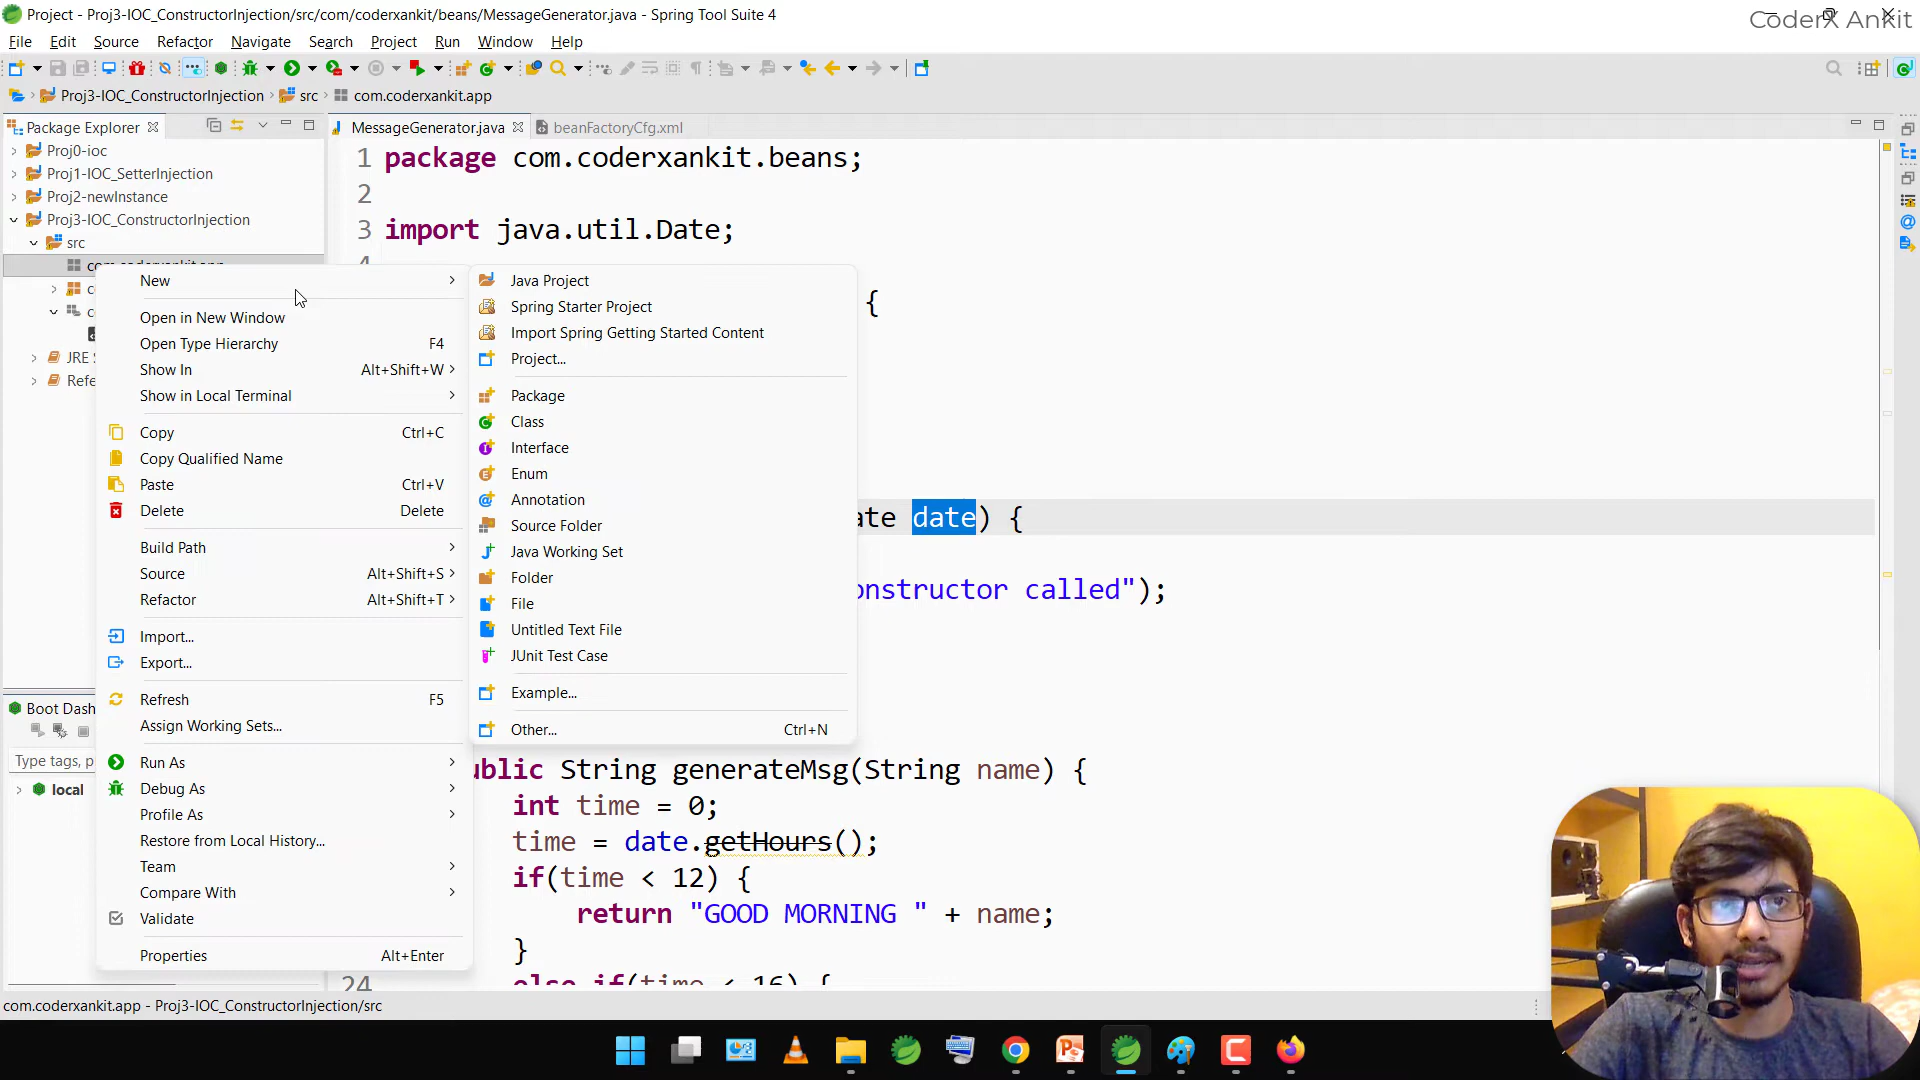 Project - Proj3-IOC_ConstructorInjection/src/com/coderxankit/beans/MessageGenerator.java - Spring Tool Suite 4
CoderX Ankit
File Edit Source Refactor Navigate Search Project Run Window Help
Proj3-IOC_ConstructorInjection src com.coderxankit.app
Package Explorer
MessageGenerator.java beanFactoryCfg.xml
Proj0-ioc
Proj1-IOC_SetterInjection
Proj2-newInstance
Proj3-IOC_ConstructorInjection
src
JRE S
Refe
Boot Dash
Type tags, p
local
1 package com.coderxankit.beans;
2
3 import java.util.Date;
{
ate date) {
onstructor called");
ublic String generateMsg(String name) {
int time = 0;
time = date.getHours();
if(time < 12) {
return "GOOD MORNING " + name;
}
24 else if(time < 16) {
New
Open in New Window
Open Type Hierarchy F4
Show In Alt+Shift+W
Show in Local Terminal
Copy Ctrl+C
Copy Qualified Name
Paste Ctrl+V
Delete Delete
Build Path
Source Alt+Shift+S
Refactor Alt+Shift+T
Import...
Export...
Refresh F5
Assign Working Sets...
Run As
Debug As
Profile As
Restore from Local History...
Team
Compare With
Validate
Properties Alt+Enter
Java Project
Spring Starter Project
Import Spring Getting Started Content
Project...
Package
Class
Interface
Enum
Annotation
Source Folder
Java Working Set
Folder
File
Untitled Text File
JUnit Test Case
Example...
Other... Ctrl+N
com.coderxankit.app - Proj3-IOC_ConstructorInjection/src